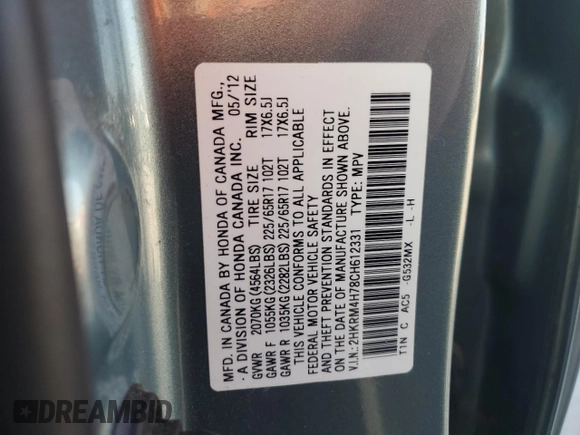 MFD. IN CANADA BY HONDA OF CANADA MFG.,
A DIVISION OF HONDA CANADA INC. 05/'12
GVWR 2070KG (4564LBS) TIRE SIZE RIM SIZE
GAWR F 1055KG (2326LBS) 225/65R17 102T 17X6.5J
GAWR R 1035KG (2282LBS) 225/65R17 102T 17X6.5J
THIS VEHICLE CONFORMS TO ALL APPLICABLE
FEDERAL MOTOR VEHICLE SAFETY
AND THEFT PREVENTION STANDARDS IN EFFECT
ON THE DATE OF MANUFACTURE SHOWN ABOVE.
V.I.N.: 2HKRM4H78CH612331 TYPE: MPV
T1N C AC5 -G532MX -L -H
DREAMBID